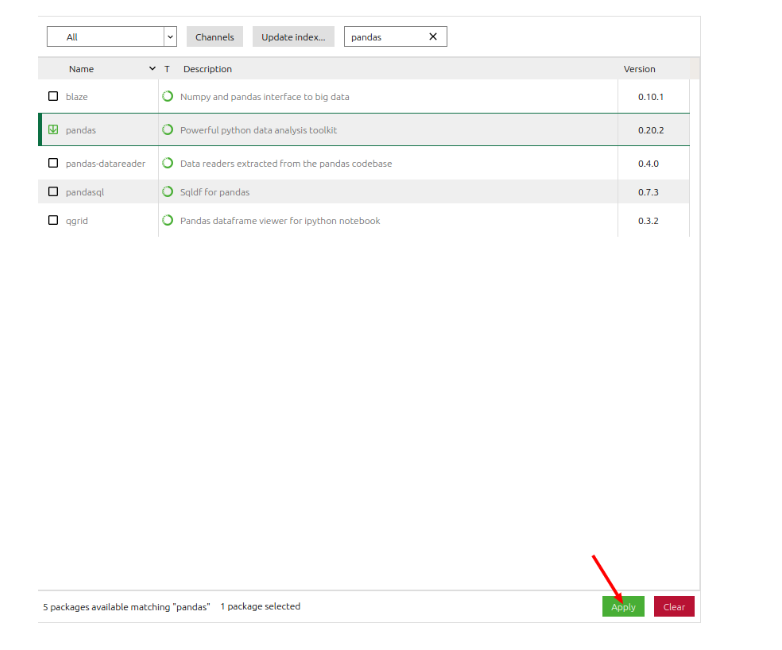 All Channels Update index... pandas
Name T Description Version
blaze Numpy and pandas interface to big data 0.10.1
pandas Powerful python data analysis toolkit 0.20.2
pandas-datareader Data readers extracted from the pandas codebase 0.4.0
pandasql Sqldf for pandas 0.7.3
qgrid Pandas dataframe viewer for ipython notebook 0.3.2
5 packages available matching "pandas" 1 package selected Apply Clear